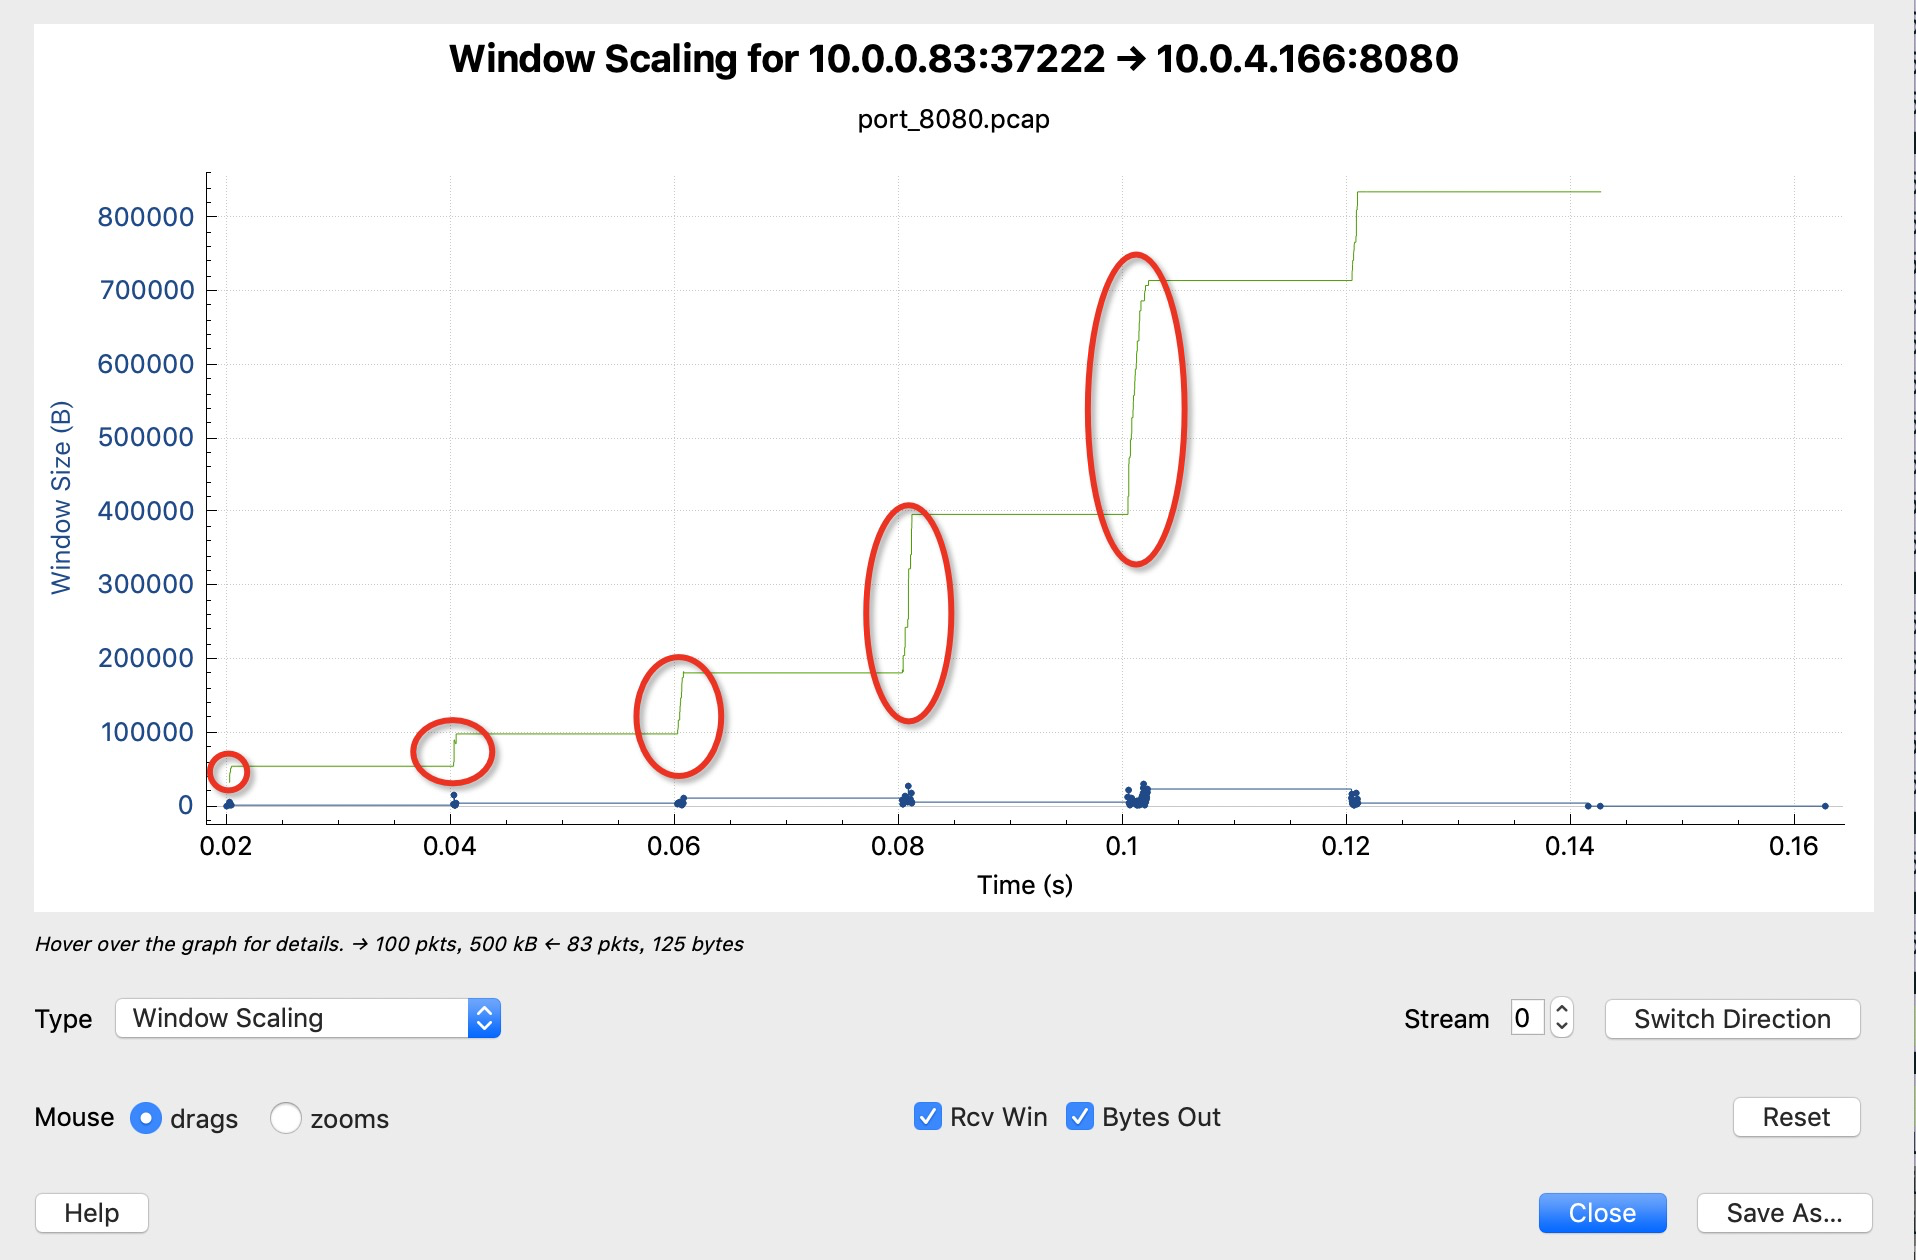 Window Scaling for 10.0.0.83:37222 → 10.0.4.166:8080
port_8080.pcap
800000
700000
600000
500000
400000
300000
200000
100000
0
Window Size (B)
0.02 0.04 0.06 0.08 0.1 0.12 0.14 0.16
Time (s)
Hover over the graph for details. → 100 pkts, 500 kB ← 83 pkts, 125 bytes
Type Window Scaling Stream 0 Switch Direction
Mouse drags zooms Rcv Win Bytes Out Reset
Help Close Save As...